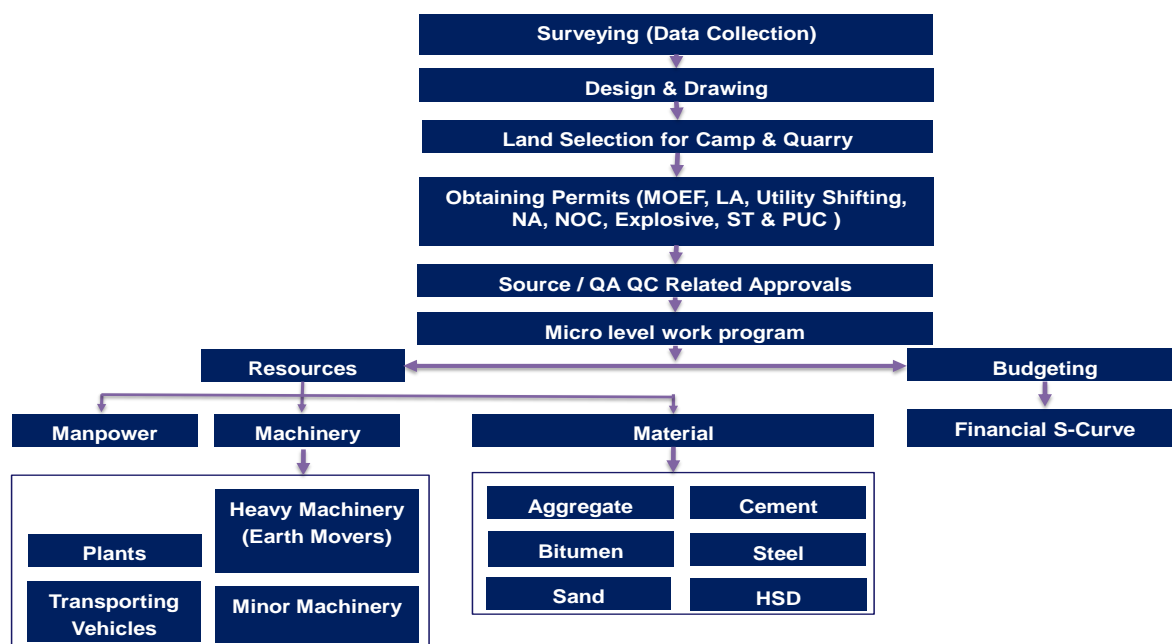 Surveying (Data Collection)
Design & Drawing
Land Selection for Camp & Quarry
Obtaining Permits (MOEF, LA, Utility Shifting,
NA, NOC, Explosive, ST & PUC )
Source / QA QC Related Approvals
Micro level work program
Resources
Budgeting
Manpower
Machinery
Material
Financial S-Curve
Plants
Heavy Machinery
(Earth Movers)
Transporting
Vehicles
Minor Machinery
Aggregate
Cement
Bitumen
Steel
Sand
HSD